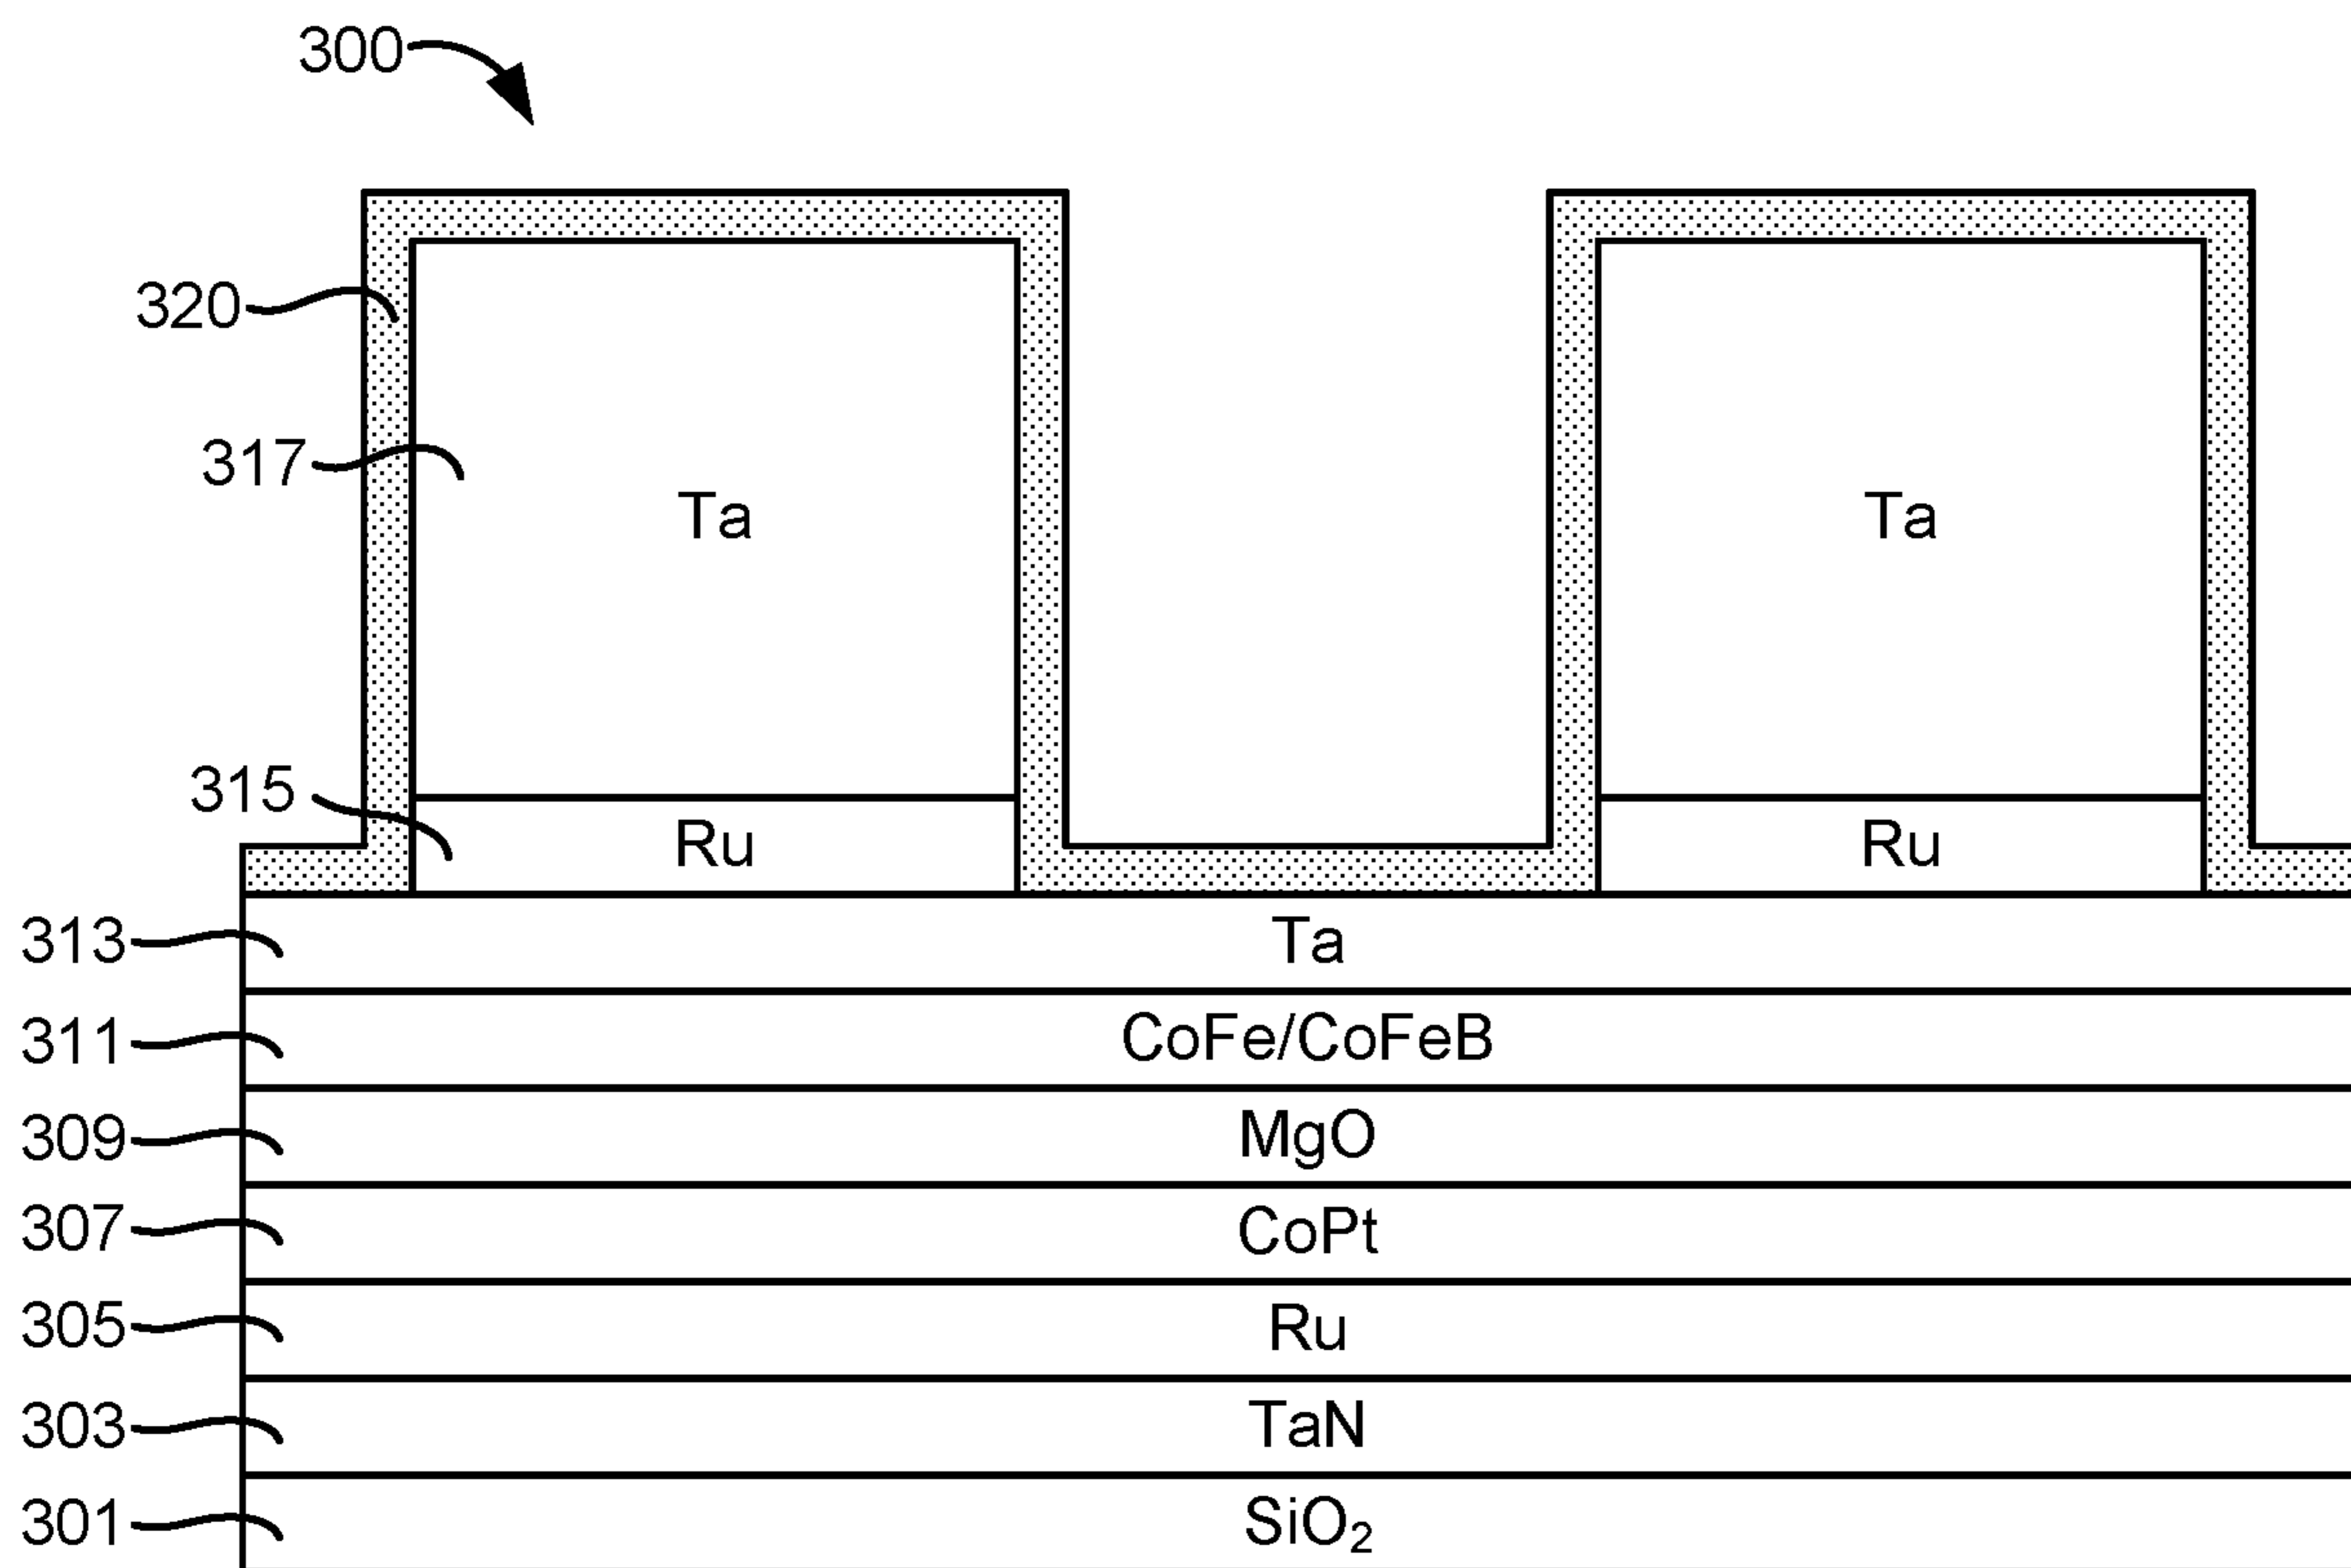 300
320
317
Ta Ta
315
Ru Ru
313 Ta
311 CoFe/CoFeB
309 MgO
307 CoPt
305 Ru
303 TaN
301 SiO₂